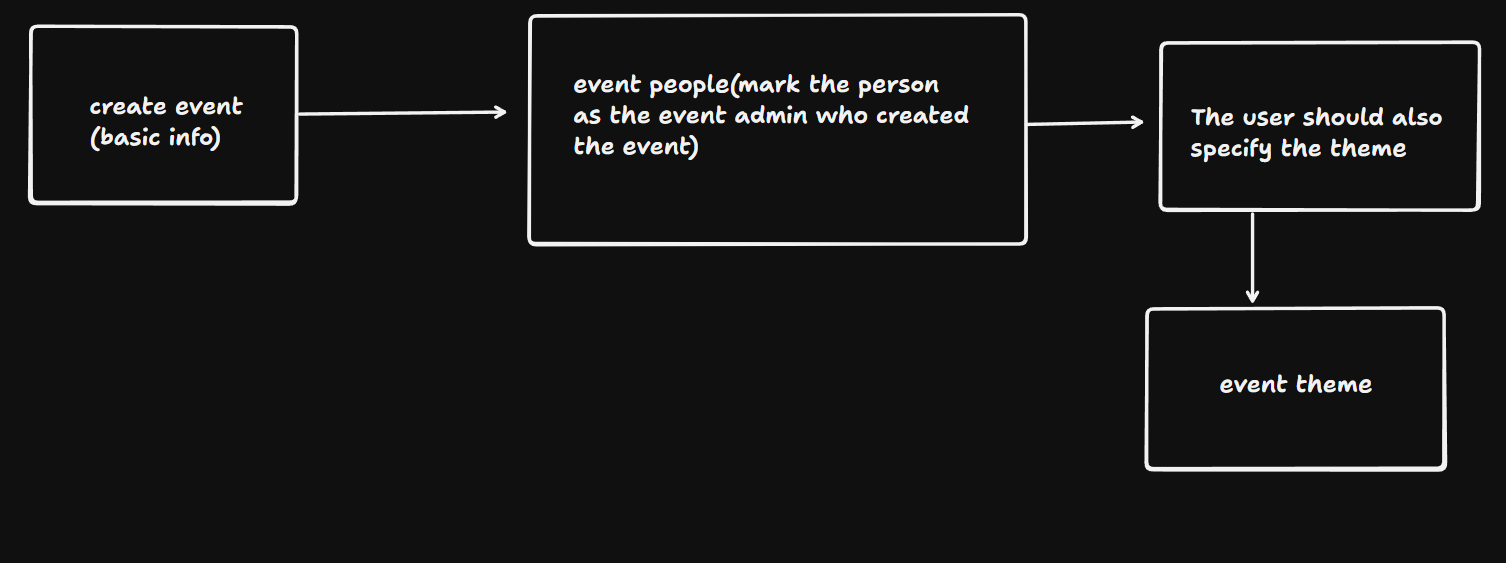 create event
(basic info)
event people(mark the person
as the event admin who created
the event)
The user should also
specify the theme
event theme